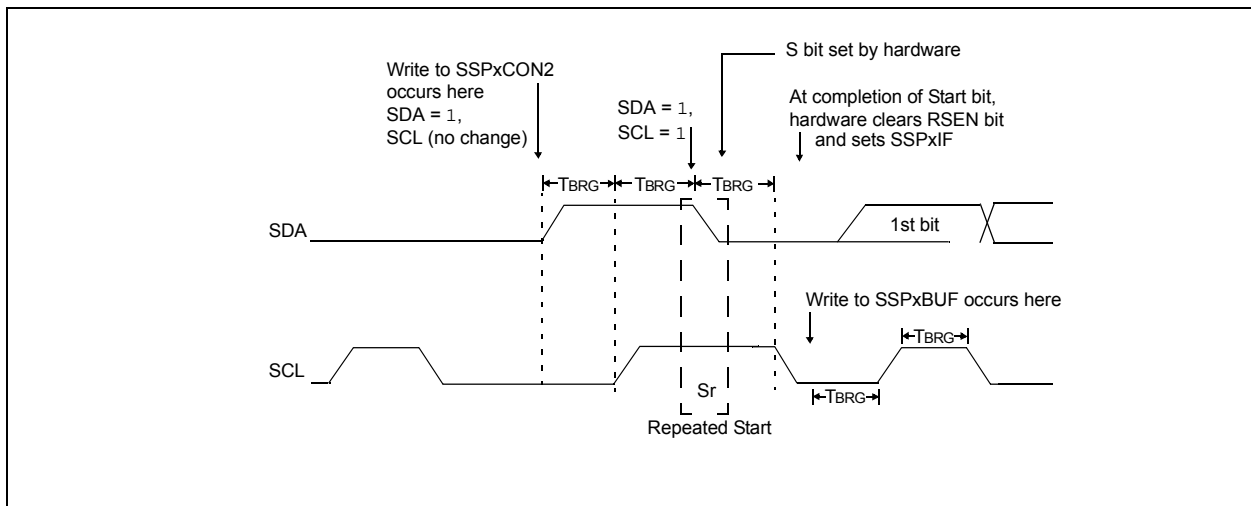 S bit set by hardware
Write to SSPxCON2
occurs here
SDA = 1,
SCL (no change)
SDA = 1,
SCL = 1
At completion of Start bit,
hardware clears RSEN bit
and sets SSPxIF
TBRG TBRG TBRG
SDA
1st bit
Write to SSPxBUF occurs here
TBRG
SCL
Sr
TBRG
Repeated Start